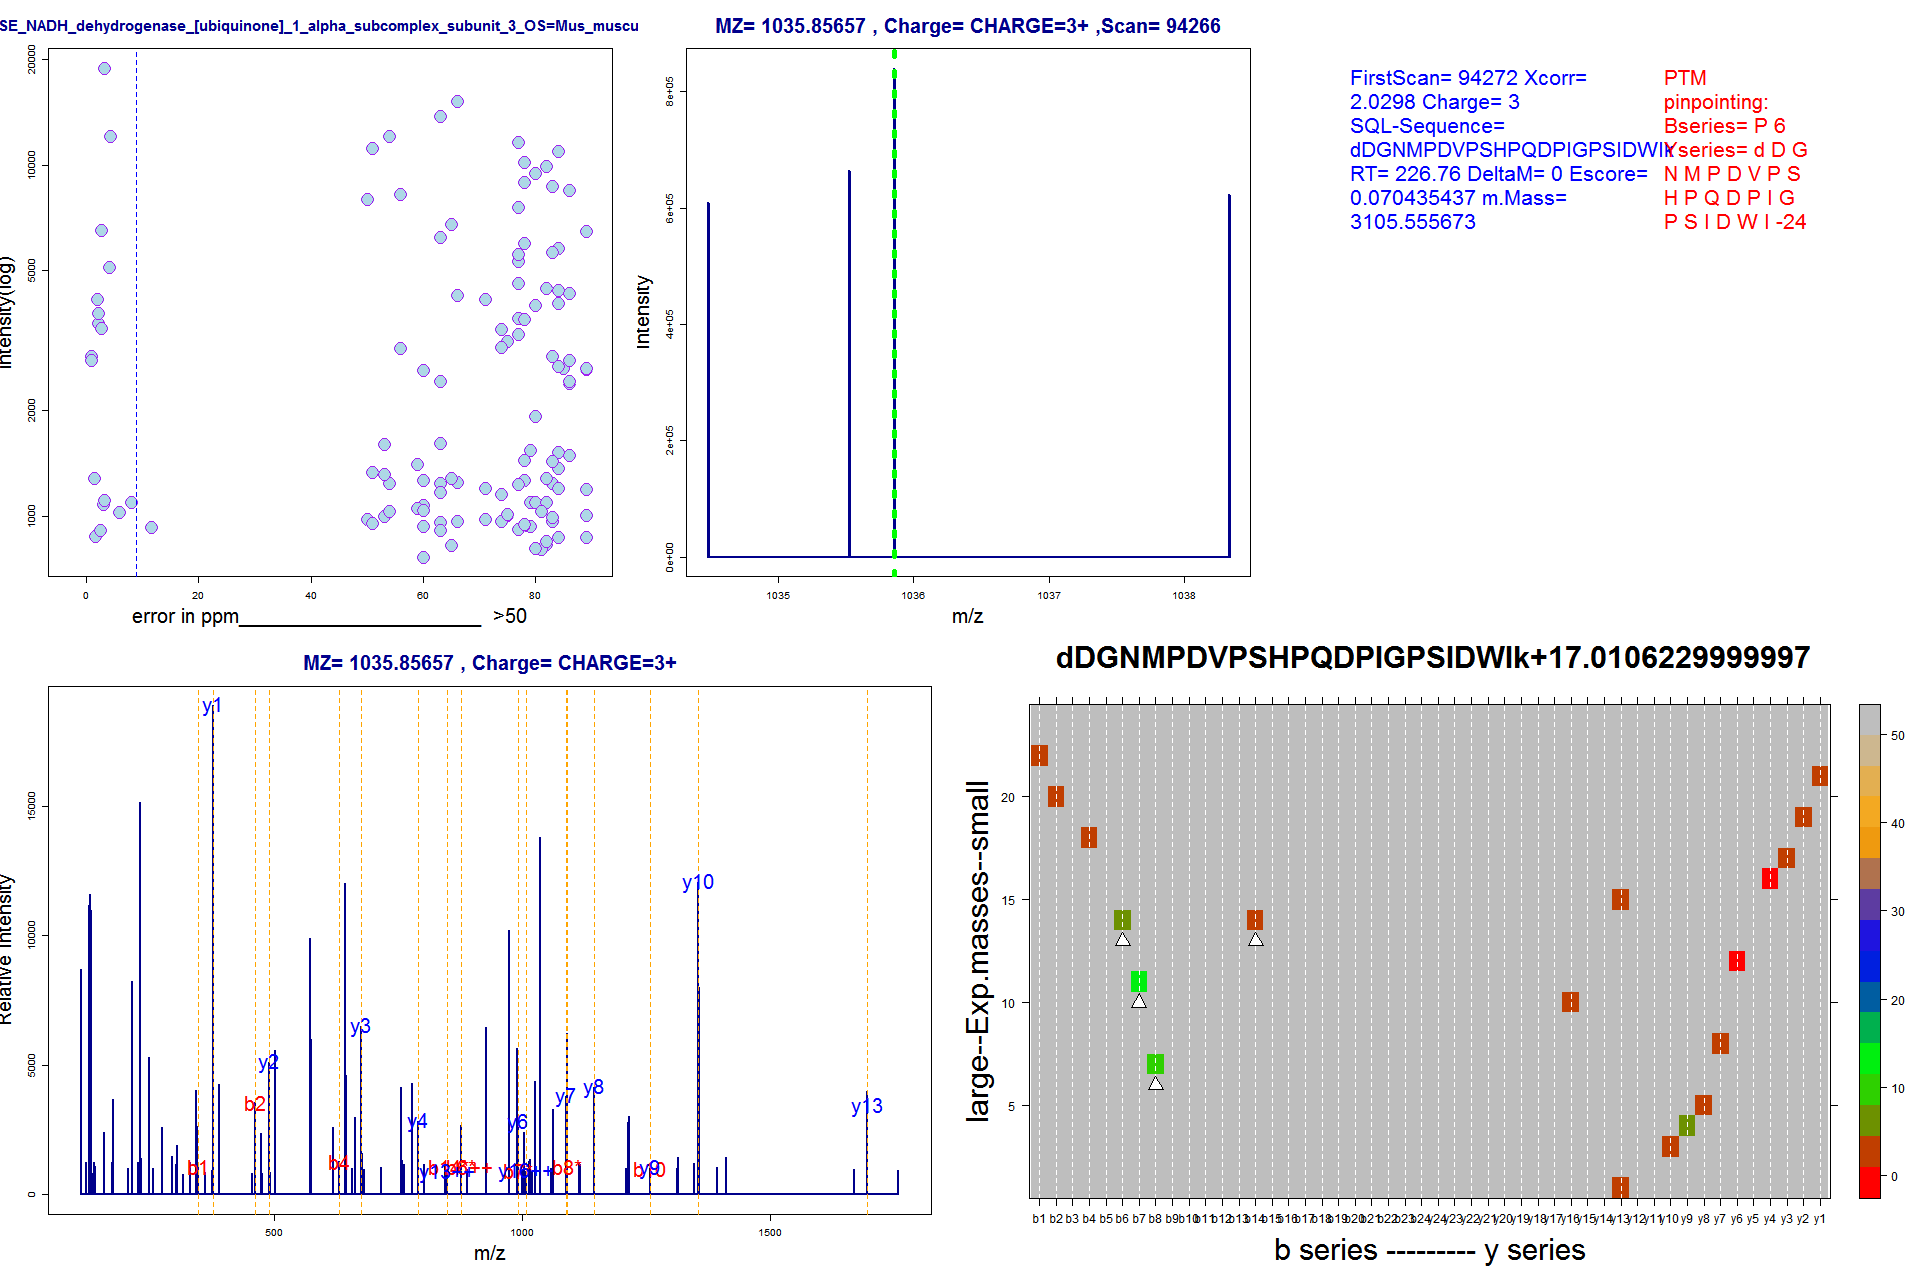 SE_NADH_dehydrogenase_[ubiquinone]_1_alpha_subcomplex_subunit_3_OS=Mus_muscu
Intensity(log)
20000
10000
5000
2000
1000
0 20 40 60 80
error in ppm >50
MZ= 1035.85657 , Charge= CHARGE=3+ ,Scan= 94266
Intensity
8e+05
6e+05
4e+05
2e+05
0e+00
1035 1036 1037 1038
m/z
FirstScan= 94272 Xcorr=
2.0298 Charge= 3
SQL-Sequence=
dDGNMPDVPSHPQDPIGPSIDWIk
RT= 226.76 DeltaM= 0 Escore=
0.070435437 m.Mass=
3105.555673
PTM
pinpointing:
Bseries= P 6
Yseries= d D G
N M P D V P S
H P Q D P I G
P S I D W I -24
MZ= 1035.85657 , Charge= CHARGE=3+
Relative Intensity
15000
10000
5000
0
y1
y10
y3
y2
b2
y4
y6
y7
y8
y13
b1
b4
b8*
y9
500 1000 1500
m/z
dDGNMPDVPSHPQDPIGPSIDWIk+17.0106229999997
large--Exp.masses--small
20
15
10
5
b1 b2 b3 b4 b5 b6 b7 b8 b9 b10 b11 b12 b13 b14 b15 b16 b17 b18 b19 b20 b21 b22 b23 b24 y24 y23 y22 y21 y20 y19 y18 y17 y16 y15 y14 y13 y12 y11 y10 y9 y8 y7 y6 y5 y4 y3 y2 y1
b series --------- y series
50
40
30
20
10
0